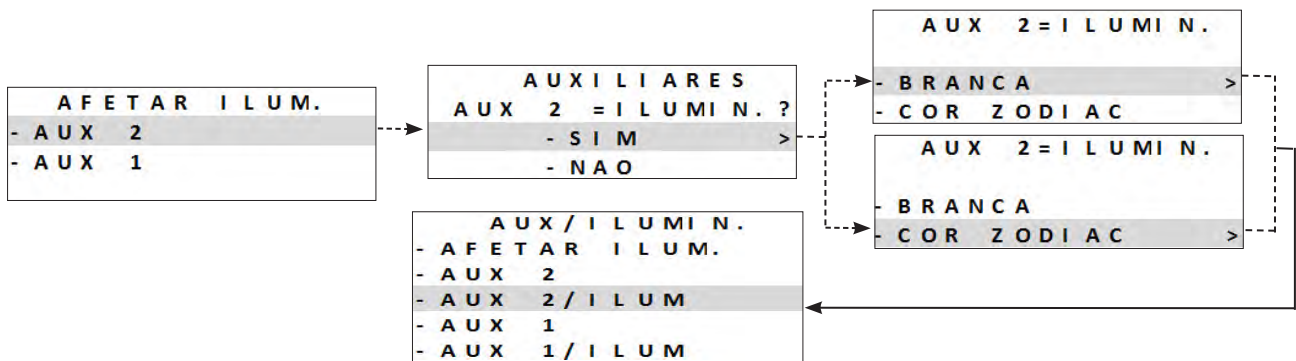 AFETAR ILUM.
- AUX 2
- AUX 1
AUXILIARES
AUX 2 =ILUMIN.?
- SIM >
- NAO
AUX 2=ILUMIN.
- BRANCA >
- COR ZODIAC
AUX 2=ILUMIN.
- BRANCA
- COR ZODIAC >
AUX/ILUMIN.
- AFETAR ILUM.
- AUX 2
- AUX 2/ILUM
- AUX 1
- AUX 1/ILUM